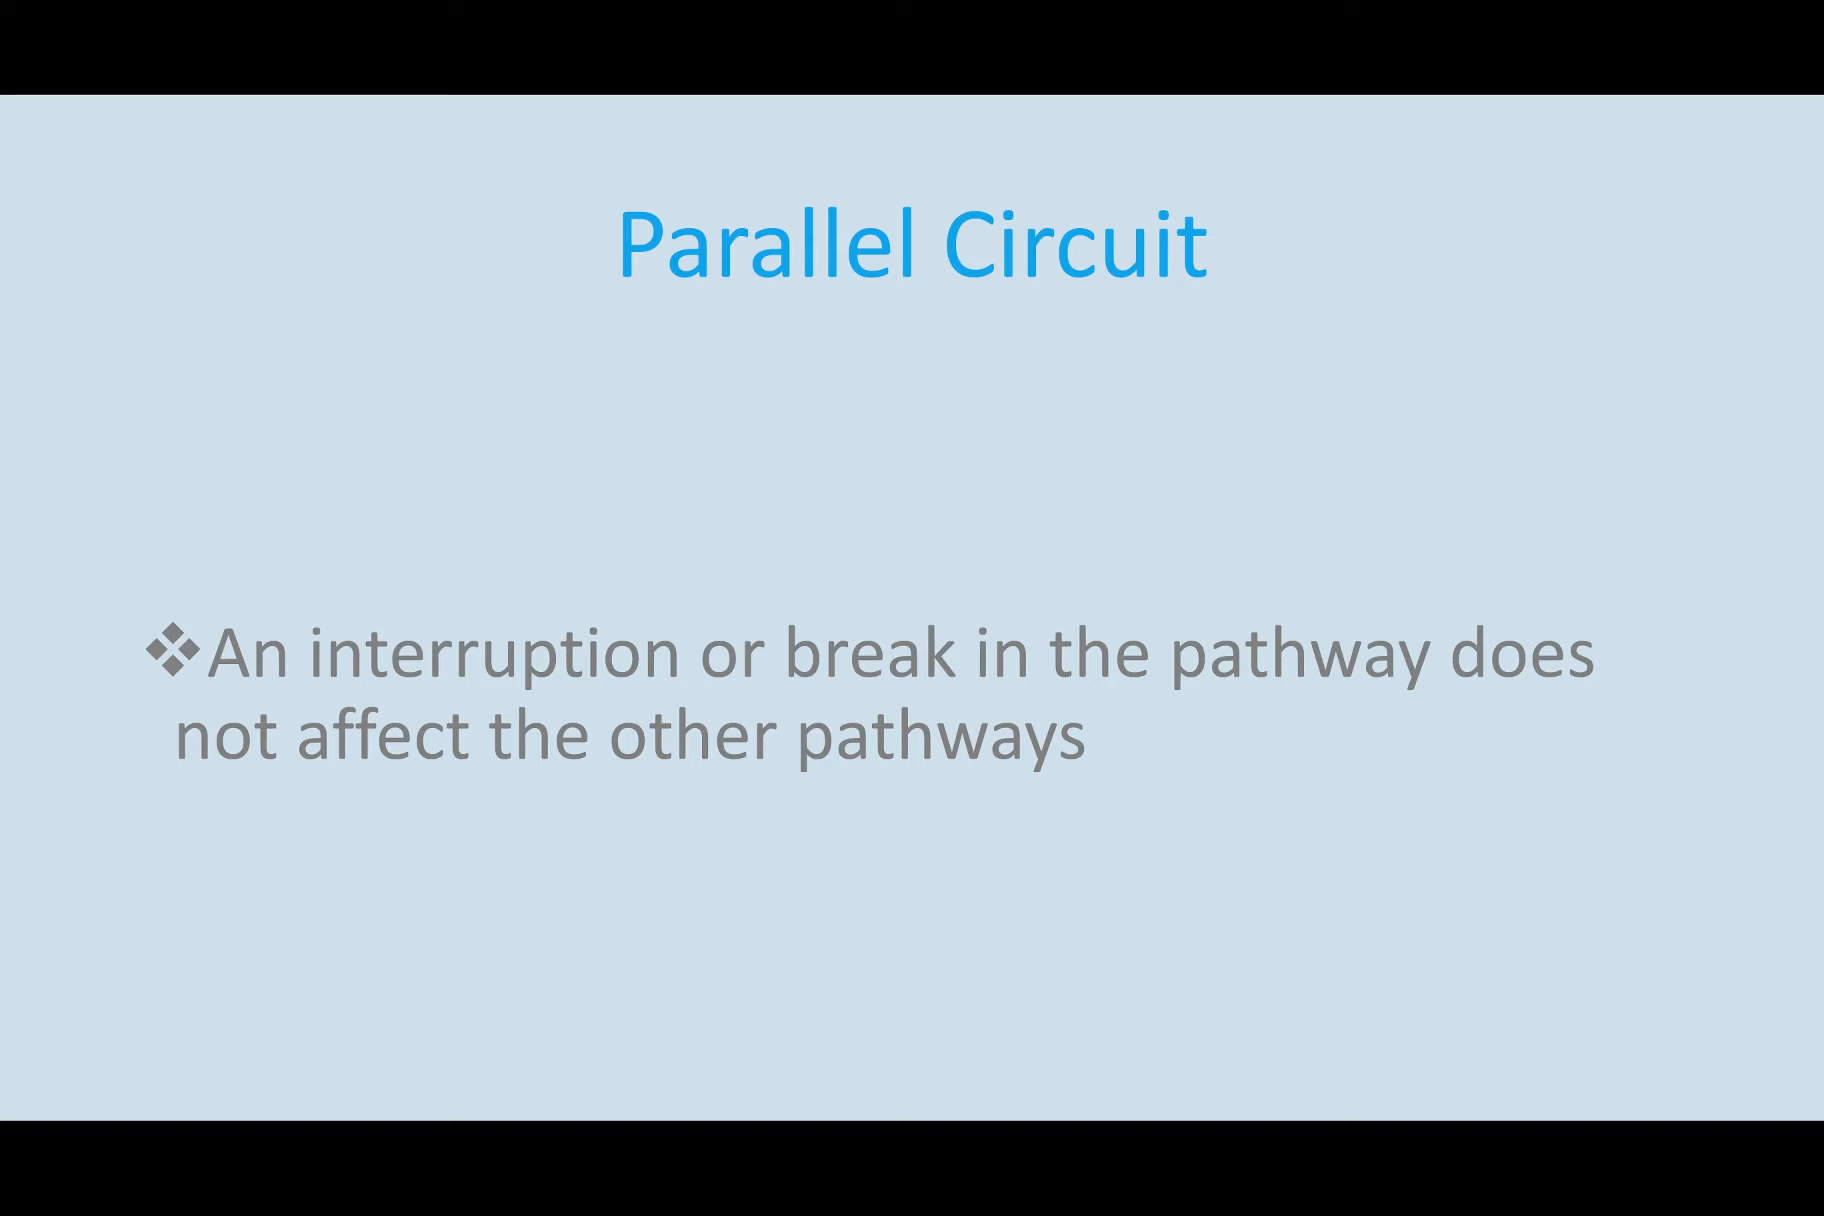 Parallel Circuit
❖An interruption or break in the pathway does
not affect the other pathways